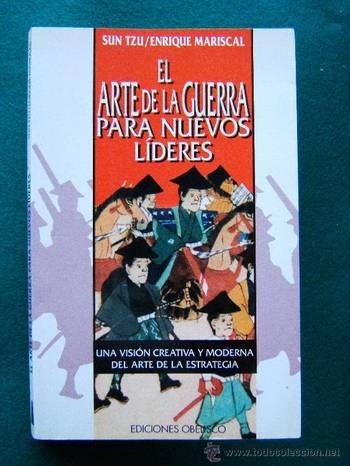 SUN TZU/ENRIQUE MARISCAL
EL
ARTE DE LA GUERRA
PARA NUEVOS
LÍDERES
UNA VISIÓN CREATIVA Y MODERNA
DEL ARTE DE LA ESTRATEGIA
EDICIONES OBELISCO
© todocoleccion.net